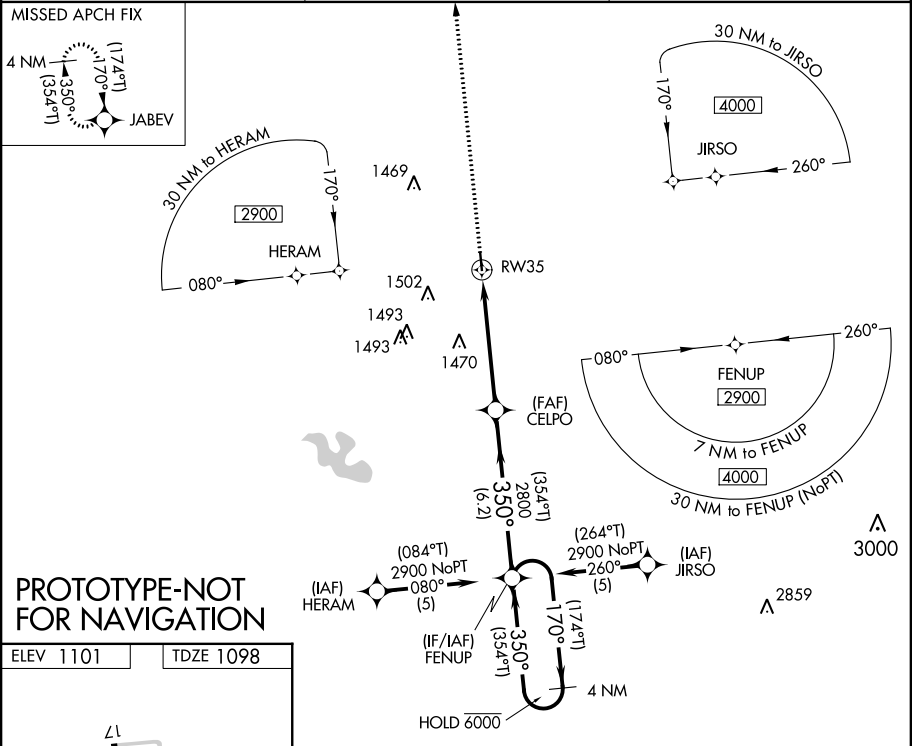 MISSED APCH FIX
4 NM
350°
(354°T)
170°
(174°T)
JABEV
30 NM to HERAM
2900
170°
HERAM
080°
30 NM to JIRSO
170°
4000
JIRSO
260°
1469
1502
1493
1493
1470
RW35
080°
260°
FENUP
2900
7 NM to FENUP
4000
30 NM to FENUP (NoPT)
(FAF)
CELPO
350°
(6.2)
2800
(354°T)
3000
2859
(084°T)
2900 NoPT
080°
(5)
(IAF)
HERAM
(264°T)
2900 NoPT
260°
(5)
(IAF)
JIRSO
(IF/IAF)
FENUP
350°
(354°T)
170°
(174°T)
4 NM
HOLD 6000
PROTOTYPE-NOT
FOR NAVIGATION
ELEV 1101
TDZE 1098
17